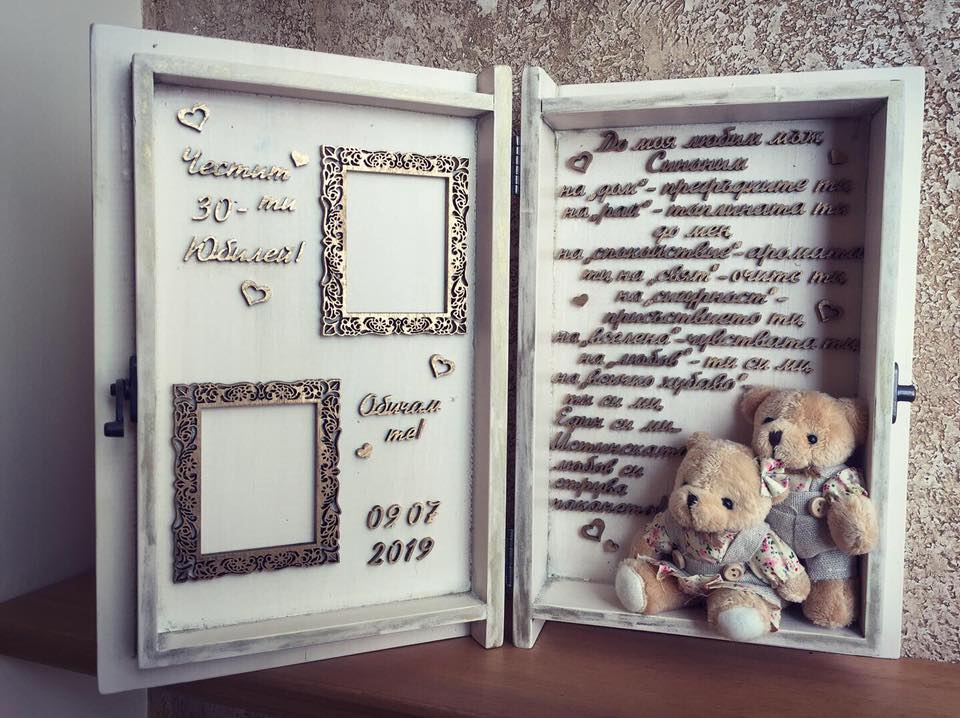 Честит
30-ти
Юбилей!
Обичам
те!
09 07
2019
До моя любим мъж,
Синоним
на „дом“ - прегръдките ти
на „рай“ - топлината ти
до мен,
на „спокойствие“ - аромата
ти на „свят“ - очите ти,
на „сигурност“ -
присъствието ти,
на „вселена“ - чувствата ти,
на „любов“ - ти си ми,
на „всичко хубаво“
ти си ми,
Един си ми
Истинската
любов си
струва
чакането